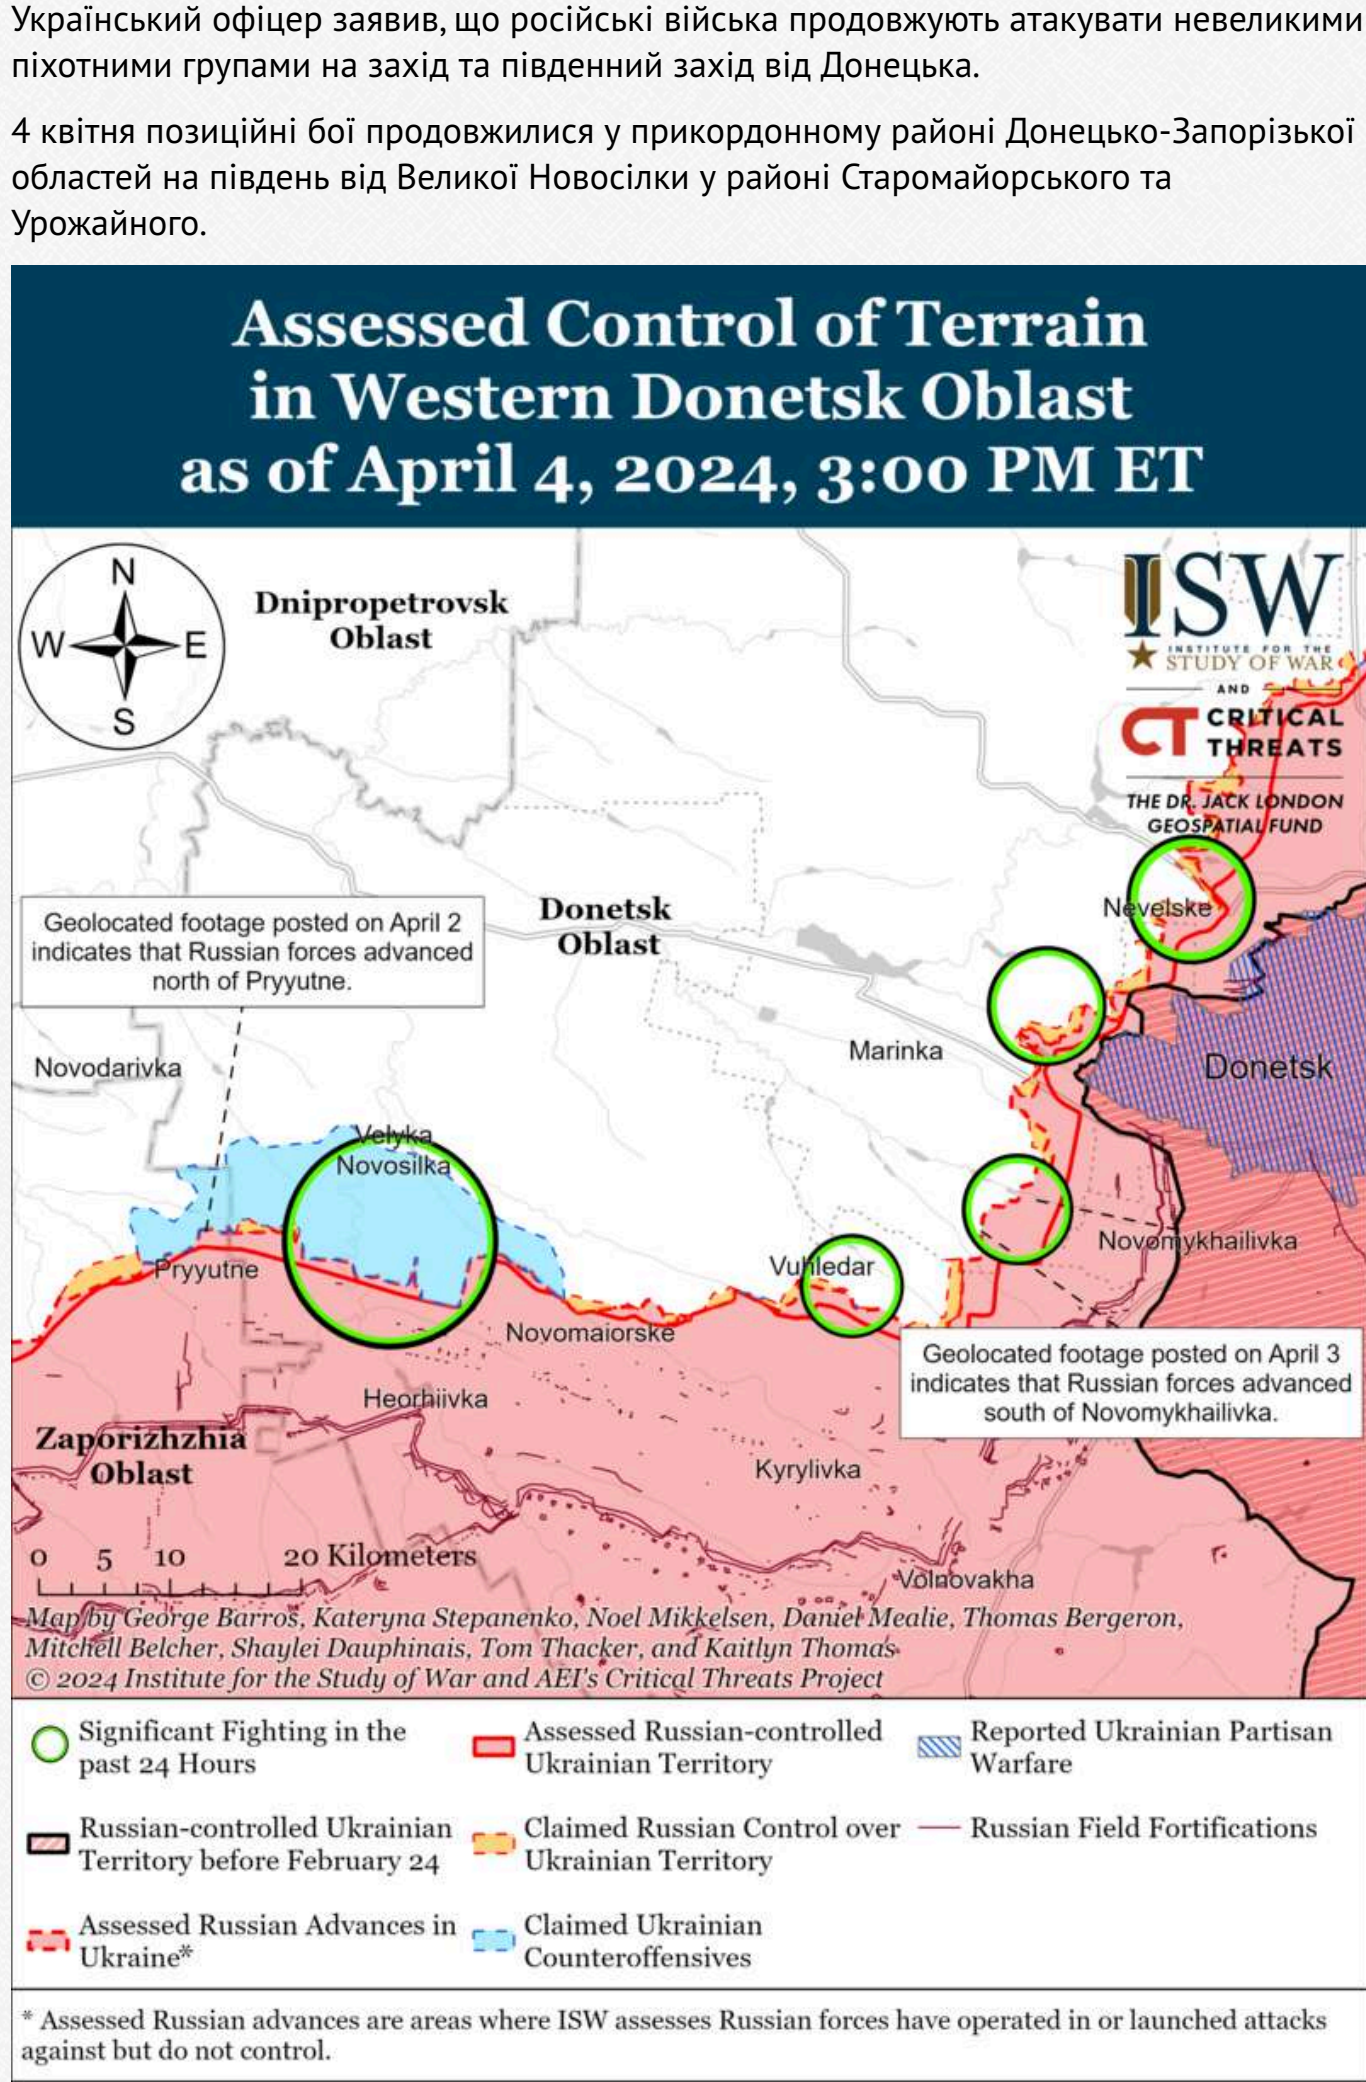 Український офіцер заявив, що російські війська продовжують атакувати невеликими
піхотними групами на захід та південний захід від Донецька.
4 квітня позиційні бої продовжилися у прикордонному районі Донецько-Запорізької
областей на південь від Великої Новосілки у районі Старомайорського та
Урожайного.
Assessed Control of Terrain
in Western Donetsk Oblast
as of April 4, 2024, 3:00 PM ET
N
W
E
S
Dnipropetrovsk
Oblast
ISW
INSTITUTE FOR THE
STUDY OF WAR
AND
CT CRITICAL
THREATS
THE DR. JACK LONDON
GEOSPATIAL FUND
Nevelske
Geolocated footage posted on April 2
indicates that Russian forces advanced
north of Pryyutne.
Donetsk
Oblast
Marinka
Novodarivka
Donetsk
Velyka
Novosilka
Novomykhailivka
Pryyutne
Vuhledar
Novomaiorske
Geolocated footage posted on April 3
indicates that Russian forces advanced
south of Novomykhailivka.
Heorhiivka
Zaporizhzhia
Oblast
Kyrylivka
0 5 10 20 Kilometers
Volnovakha
Map by George Barros, Kateryna Stepanenko, Noel Mikkelsen, Daniel Mealie, Thomas Bergeron,
Mitchell Belcher, Shaylei Dauphinais, Tom Thacker, and Kaitlyn Thomas
© 2024 Institute for the Study of War and AEI's Critical Threats Project
Significant Fighting in the
past 24 Hours
Assessed Russian-controlled
Ukrainian Territory
Reported Ukrainian Partisan
Warfare
Russian-controlled Ukrainian
Territory before February 24
Claimed Russian Control over
Ukrainian Territory
Russian Field Fortifications
Assessed Russian Advances in
Ukraine*
Claimed Ukrainian
Counteroffensives
* Assessed Russian advances are areas where ISW assesses Russian forces have operated in or launched attacks
against but do not control.